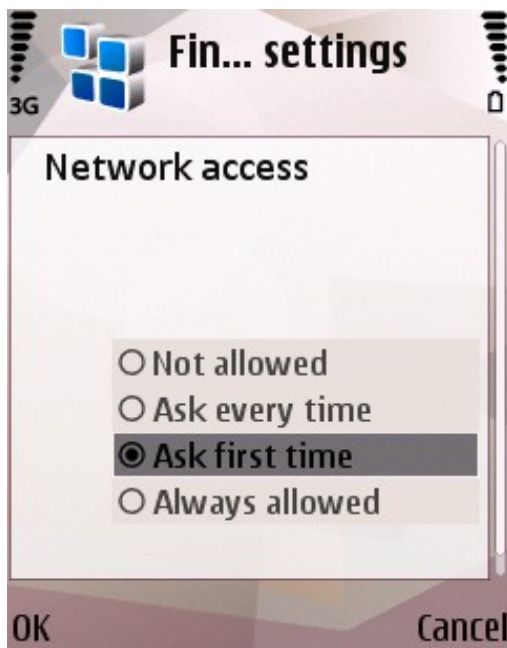 Fin... settings
3G
Network access
Not allowed
Ask every time
Ask first time
Always allowed
OK Cancel